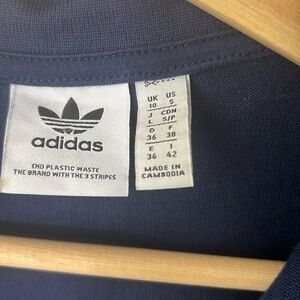 adidas
END PLASTIC WASTE
THE BRAND WITH THE 3 STRIPES
UK US
10 S
J CDN
L S/P
D F
36 38
E I
36 42
MADE IN
CAMBODIA